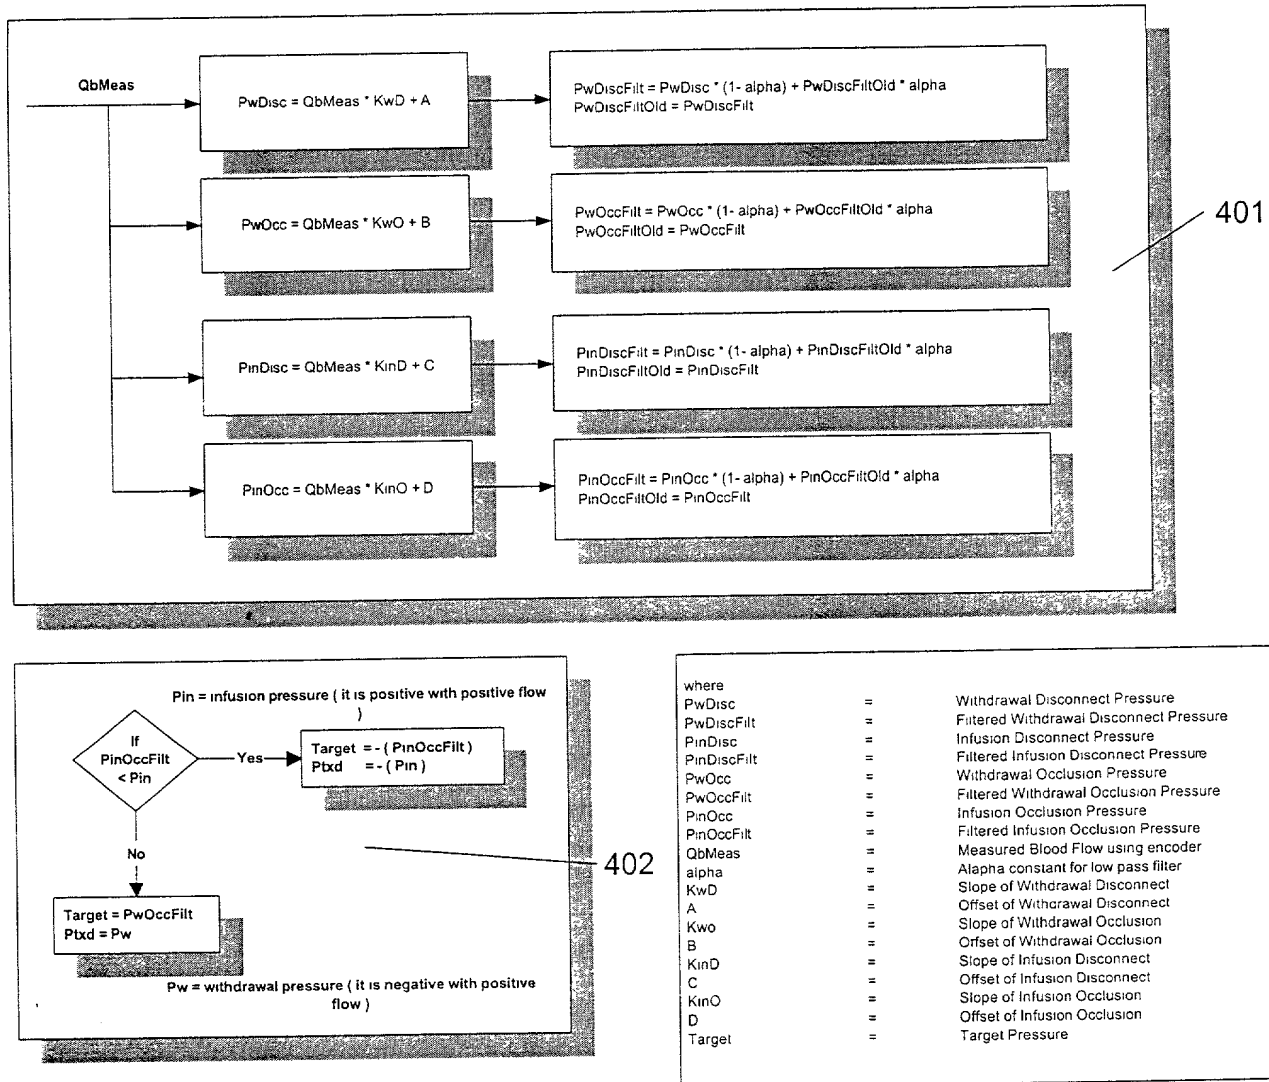 QbMeas
PwDisc = QbMeas * KwD + A
PwDiscFilt = PwDisc * (1- alpha) + PwDiscFiltOld * alpha
PwDiscFiltOld = PwDiscFilt
PwOcc = QbMeas * KwO + B
PwOccFilt = PwOcc * (1- alpha) + PwOccFiltOld * alpha
PwOccFiltOld = PwOccFilt
401
PinDisc = QbMeas * KinD + C
PinDiscFilt = PinDisc * (1- alpha) + PinDiscFiltOld * alpha
PinDiscFiltOld = PinDiscFilt
PinOcc = QbMeas * KinO + D
PinOccFilt = PinOcc * (1- alpha) + PinOccFiltOld * alpha
PinOccFiltOld = PinOccFilt
Pin = infusion pressure ( it is positive with positive flow
)
If
PinOccFilt
< Pin
Yes
Target = - ( PinOccFilt )
Ptxd = - ( Pin )
No
402
Target = PwOccFilt
Ptxd = Pw
Pw = withdrawal pressure ( it is negative with positive
flow )
where
PwDisc = Withdrawal Disconnect Pressure
PwDiscFilt = Filtered Withdrawal Disconnect Pressure
PinDisc = Infusion Disconnect Pressure
PinDiscFilt = Filtered Infusion Disconnect Pressure
PwOcc = Withdrawal Occlusion Pressure
PwOccFilt = Filtered Withdrawal Occlusion Pressure
PinOcc = Infusion Occlusion Pressure
PinOccFilt = Filtered Infusion Occlusion Pressure
QbMeas = Measured Blood Flow using encoder
alpha = Alapha constant for low pass filter
KwD = Slope of Withdrawal Disconnect
A = Offset of Withdrawal Disconnect
Kwo = Slope of Withdrawal Occlusion
B = Offset of Withdrawal Occlusion
KinD = Slope of Infusion Disconnect
C = Offset of Infusion Disconnect
KinO = Slope of Infusion Occlusion
D = Offset of Infusion Occlusion
Target = Target Pressure